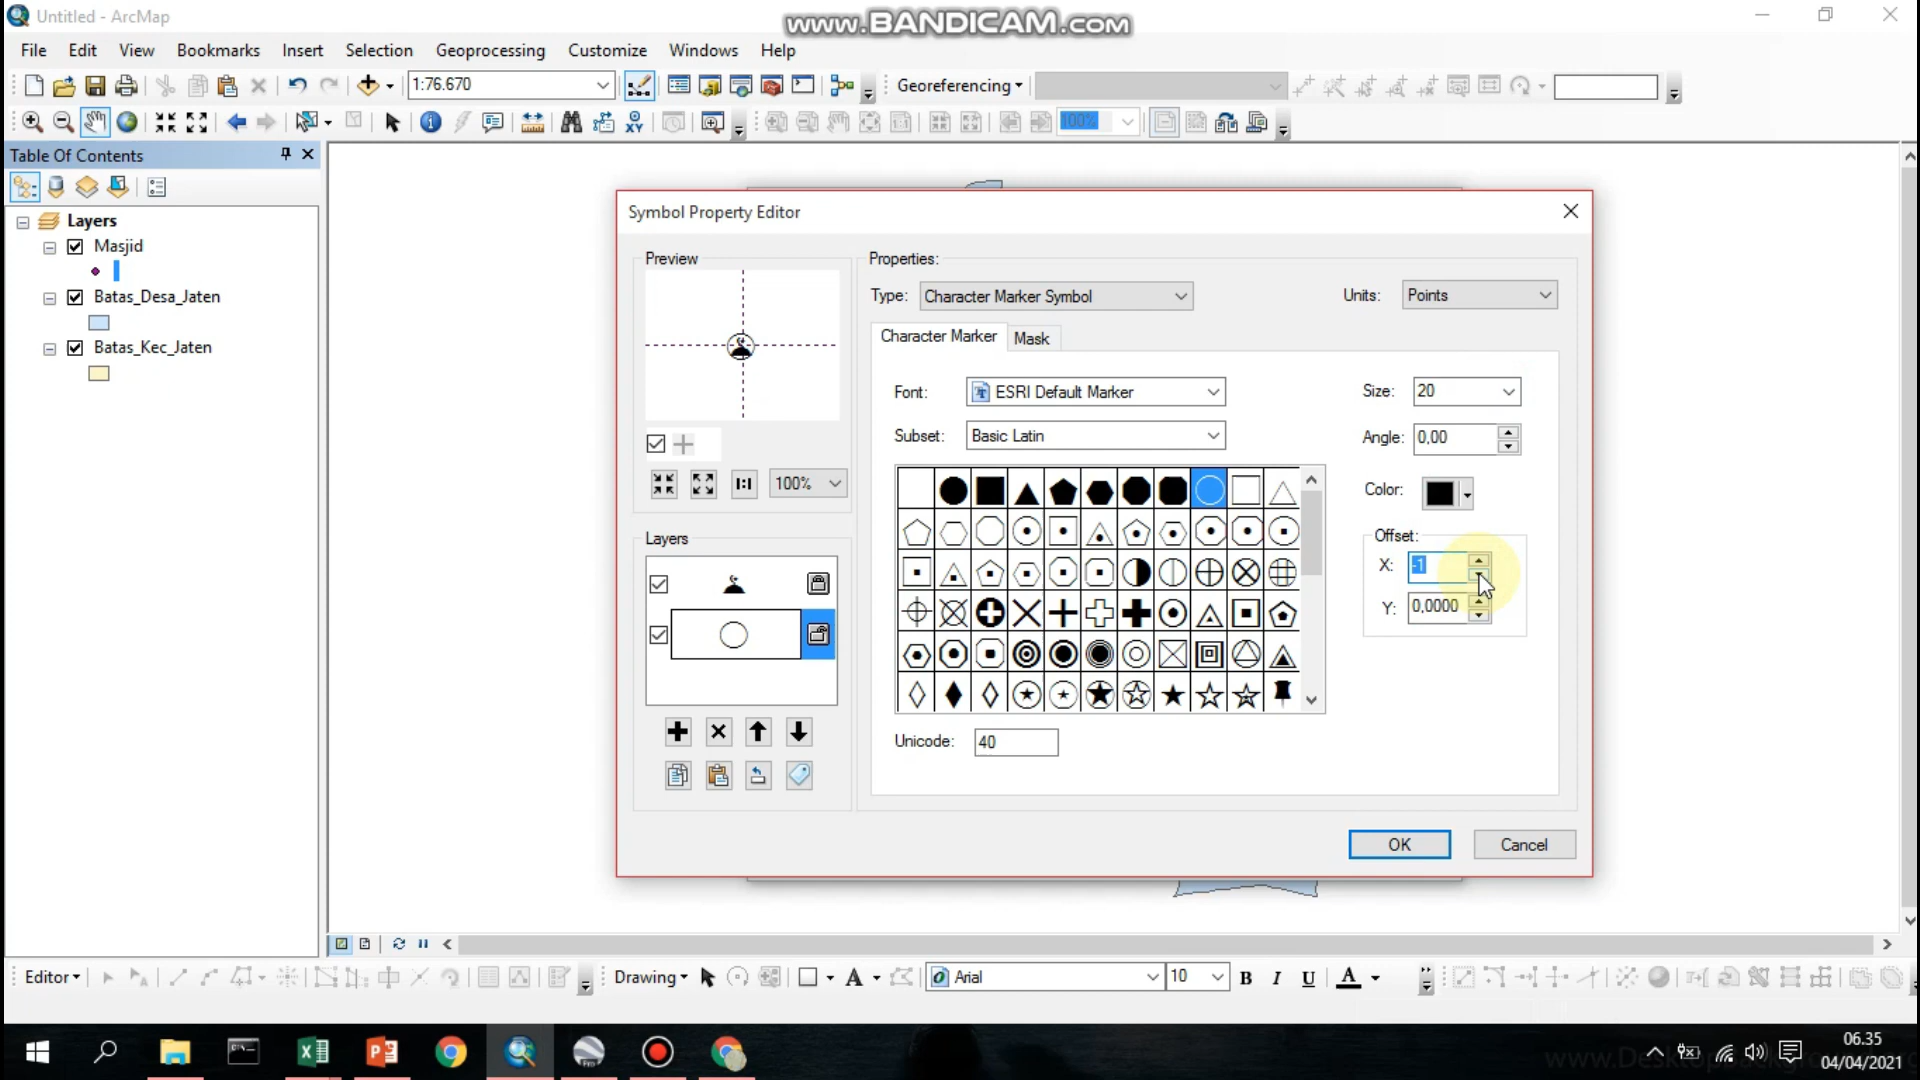 Untitled - ArcMap
www.BANDICAM.com
File Edit View Bookmarks Insert Selection Geoprocessing Customize Windows Help
1:76.670
Georeferencing
100%
Table Of Contents
Layers
Masjid
Batas_Desa_Jaten
Batas_Kec_Jaten
Symbol Property Editor
Preview
Properties:
Type: Character Marker Symbol
Units: Points
Character Marker
Mask
Font: ESRI Default Marker
Size: 20
Subset: Basic Latin
Angle: 0,00
100%
Color:
Offset:
X: -1
Y: 0,0000
Layers
Unicode: 40
OK
Cancel
Editor
Drawing
Arial
10
B I U A
06.35
04/04/2021